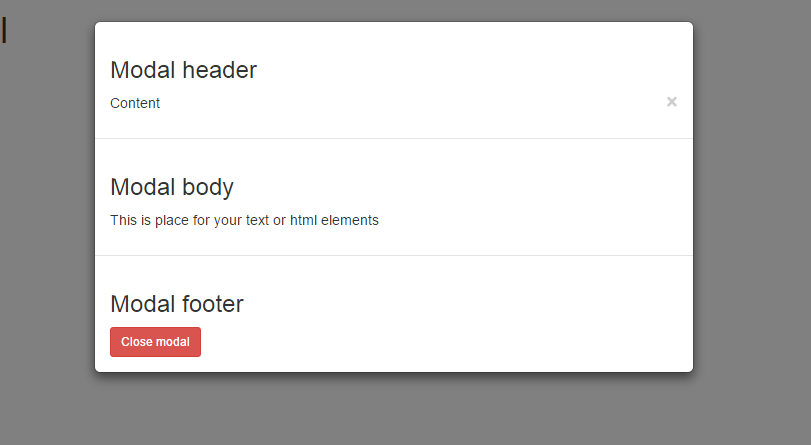 Modal header
Content
×
Modal body
This is place for your text or html elements
Modal footer
Close modal